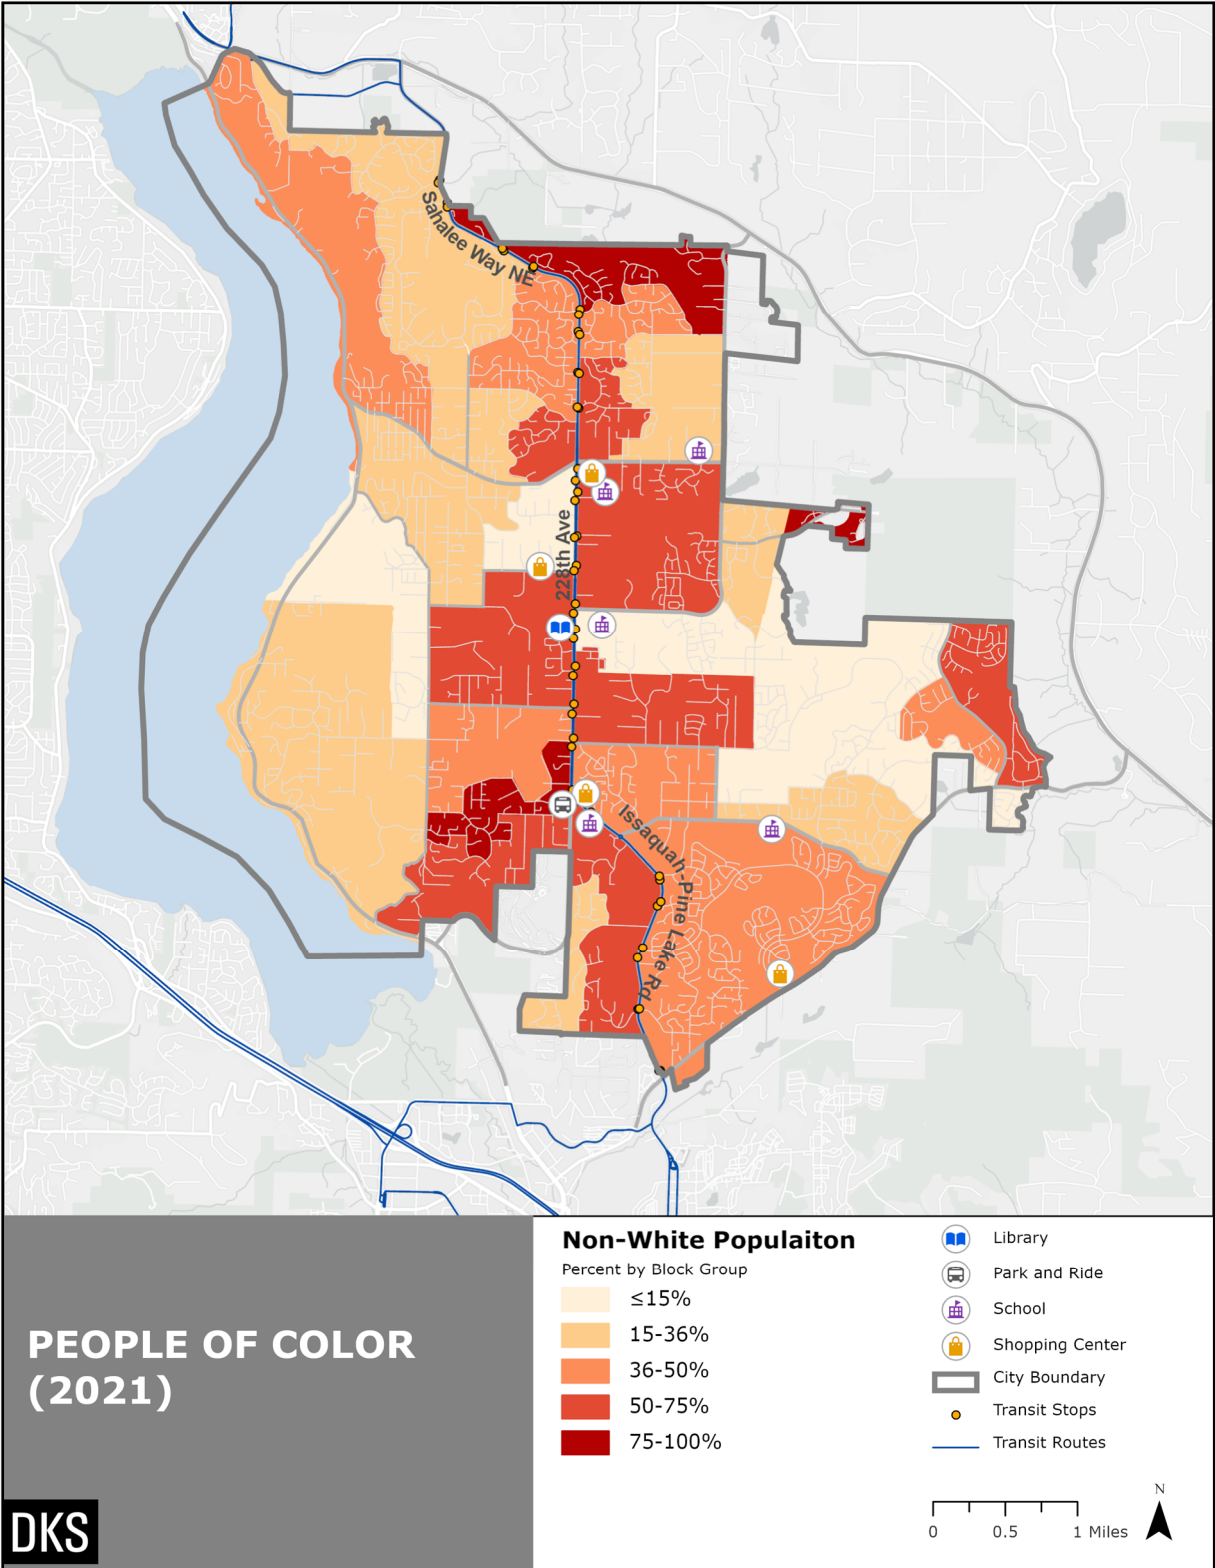 Sahalee Way NE
228th Ave
Issaquah-Pine Lake Rd
PEOPLE OF COLOR
(2021)
DKS
Non-White Populaiton
Percent by Block Group
≤15%
15-36%
36-50%
50-75%
75-100%
Library
Park and Ride
School
Shopping Center
City Boundary
Transit Stops
Transit Routes
N
0 0.5 1 Miles